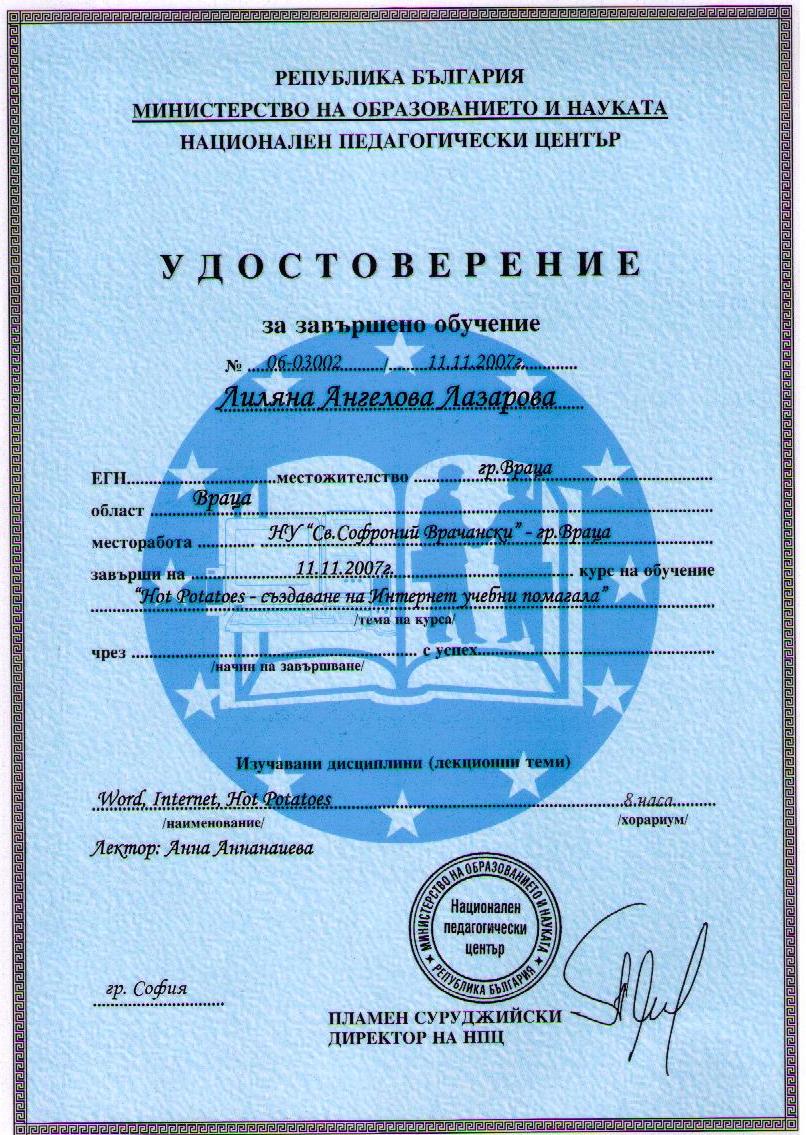 РЕПУБЛИКА БЪЛГАРИЯ
МИНИСТЕРСТВО НА ОБРАЗОВАНИЕТО И НАУКАТА
НАЦИОНАЛЕН ПЕДАГОГИЧЕСКИ ЦЕНТЪР
УДОСТОВЕРЕНИЕ
за завършено обучение
№ 06-03002 / 11.11.2007г.
Лиляна Ангелова Лазарова
ЕГН местожителство гр.Враца
област Враца
месторабота НУ "Св.Софроний Врачански" - гр.Враца
завърши на 11.11.2007г. курс на обучение
"Hot Potatoes - създаване на Интернет учебни помагала"
/тема на курса/
чрез с успех
/начин на завършване/
Изучавани дисциплини (лекционни теми)
Word, Internet, Hot Potatoes 8 часа
/наименование/ /хорариум/
Лектор: Анна Аннанаиева
МИНИСТЕРСТВО НА ОБРАЗОВАНИЕТО И НАУКАТА
Национален
педагогически
център
РЕПУБЛИКА БЪЛГАРИЯ
гр. София
ПЛАМЕН СУРУДЖИЙСКИ
ДИРЕКТОР НА НПЦ